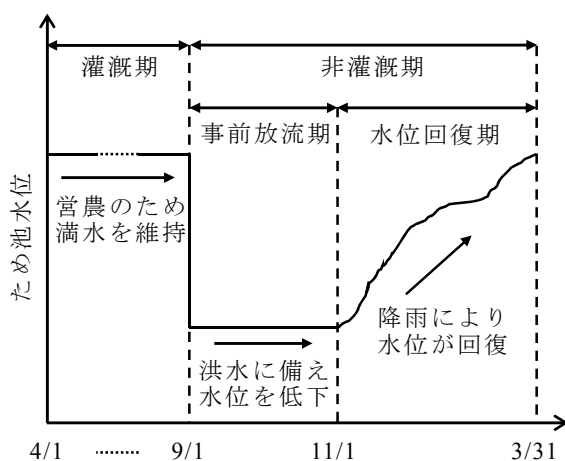 灌漑期
非灌漑期
事前放流期
水位回復期
ため池水位
営農のため
満水を維持
降雨により
水位が回復
洪水に備え
水位を低下
4/1
9/1
11/1
3/31